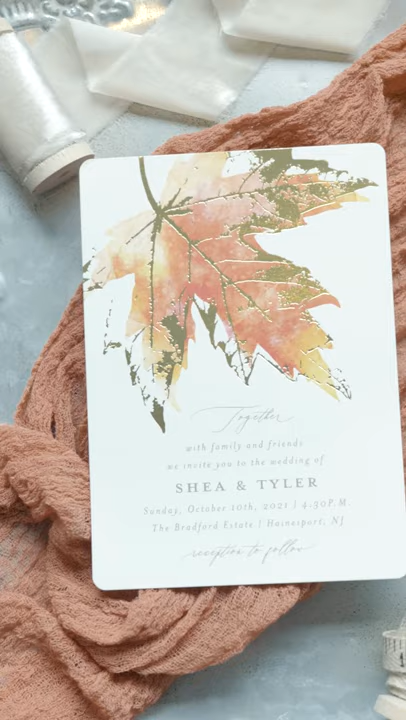 Together
with family and friends
we invite you to the wedding of
SHEA & TYLER
Sunday, October 10th, 2021 | 4:30P.M.
The Bradford Estate | Hainesport, NJ
reception to follow